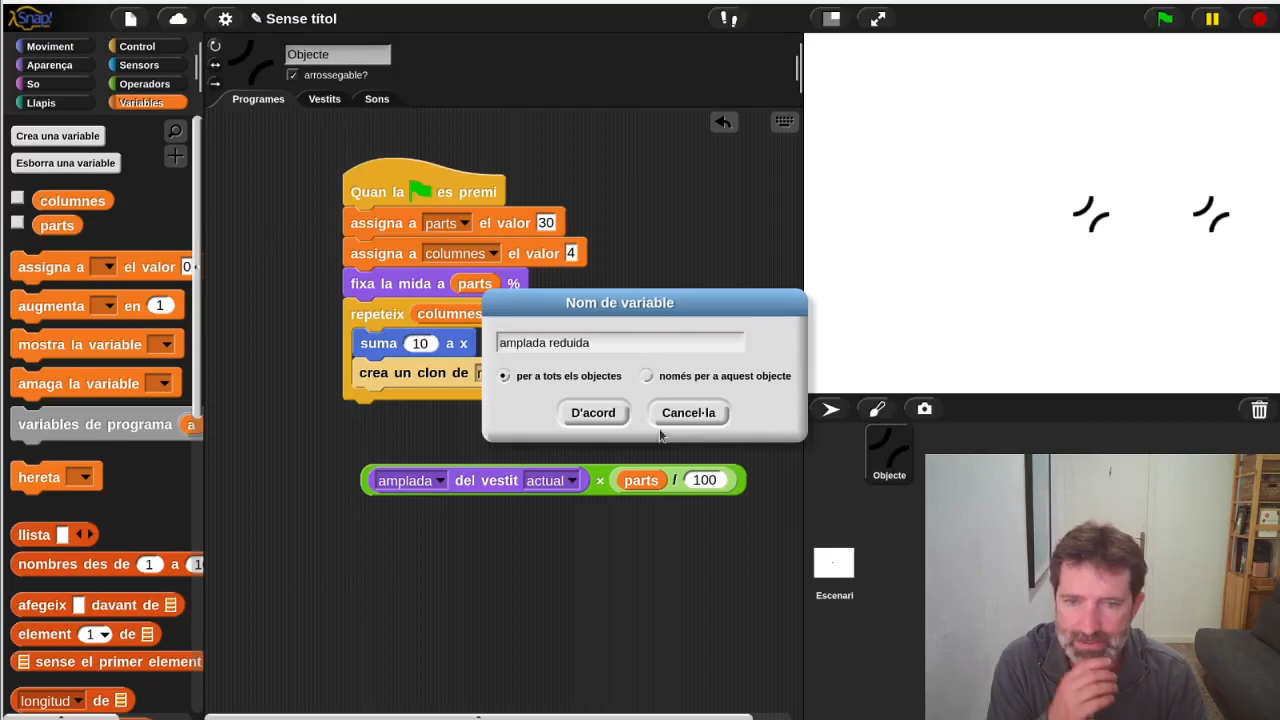 Snap!
Sense títol
Moviment
Control
Aparença
Sensors
So
Operadors
Llapis
Variables
Crea una variable
Esborra una variable
columnes
parts
assigna a el valor 0
augmenta en 1
mostra la variable
amaga la variable
variables de programa a
hereta
llista
nombres des de 1 a 10
afegeix davant de
element 1 de
sense el primer element
longitud de
Objecte
arrossegable?
Programes
Vestits
Sons
Quan la es premi
assigna a parts el valor 30
assigna a columnes el valor 4
fixa la mida a parts %
repeteix columnes
suma 10 a x
crea un clon de
Nom de variable
amplada reduida
per a tots els objectes
només per a aquest objecte
D'acord
Cancel·la
amplada del vestit actual × parts / 100
Objecte
Escenari